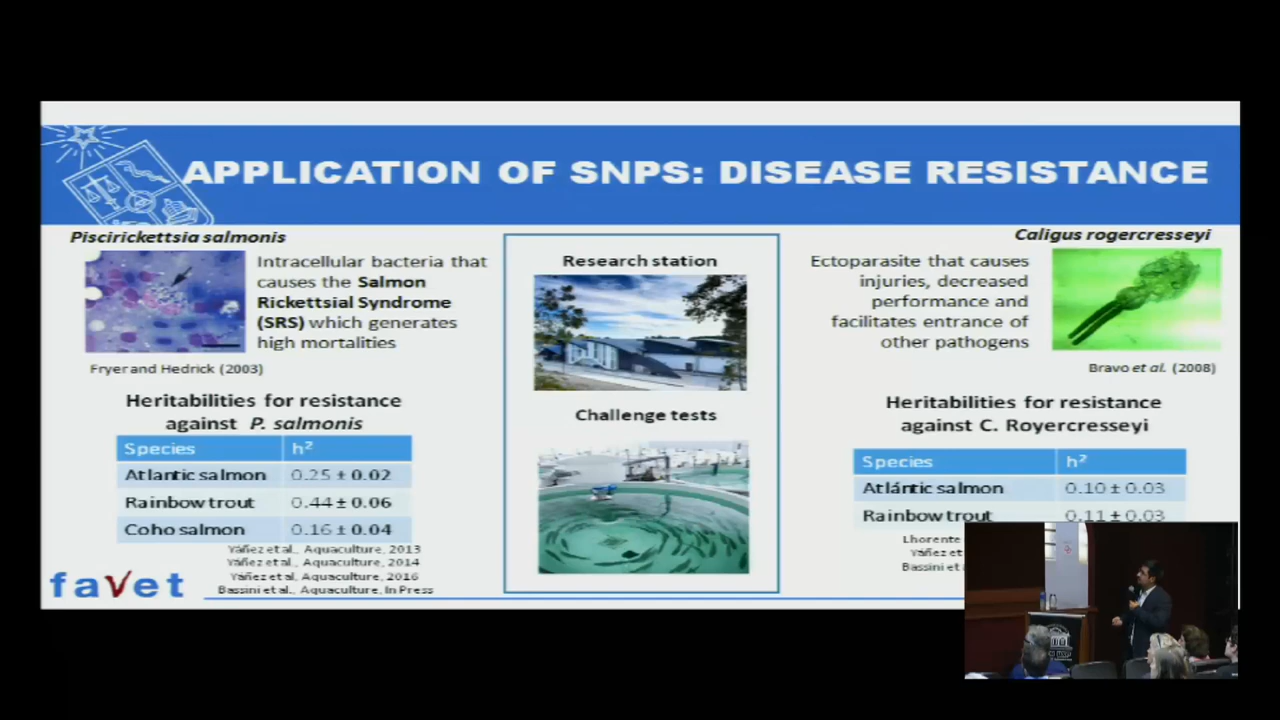 APPLICATION OF SNPS: DISEASE RESISTANCE
Piscirickettsia salmonis
Intracellular bacteria that
causes the Salmon
Rickettsial Syndrome
(SRS) which generates
high mortalities
Fryer and Hedrick (2003)
Heritabilities for resistance
against P. salmonis
Species h²
Atlantic salmon 0.25 ± 0.02
Rainbow trout 0.44 ± 0.06
Coho salmon 0.16 ± 0.04
Yáñez et al., Aquaculture, 2013
Yáñez et al., Aquaculture, 2014
Yáñez et al, Aquaculture, 2016
Bassini et al., Aquaculture, In Press
favet
Research station
Challenge tests
Caligus rogercresseyi
Ectoparasite that causes
injuries, decreased
performance and
facilitates entrance of
other pathogens
Bravo et al. (2008)
Heritabilities for resistance
against C. Royercresseyi
Species h²
Atlántic salmon 0.10 ± 0.03
Rainbow trout 0.11 ± 0.03
Lhorente
Yáñez et
Bassini et